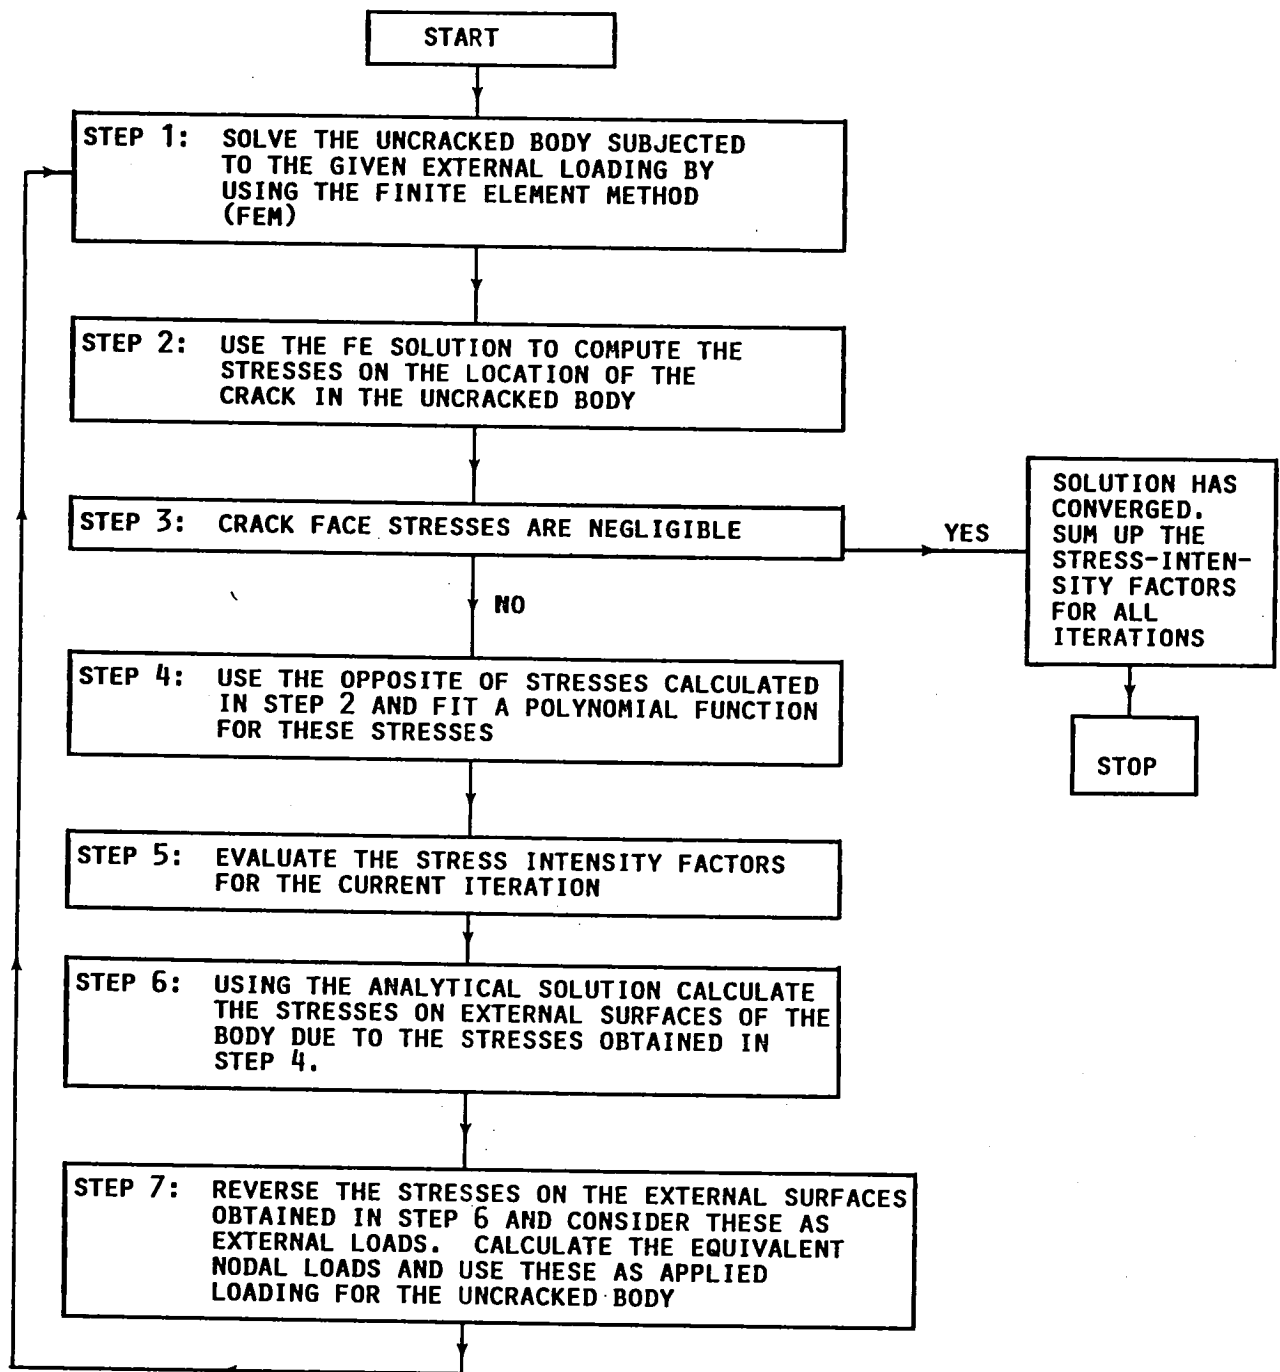 START
STEP 1: SOLVE THE UNCRACKED BODY SUBJECTED
TO THE GIVEN EXTERNAL LOADING BY
USING THE FINITE ELEMENT METHOD
(FEM)
STEP 2: USE THE FE SOLUTION TO COMPUTE THE
STRESSES ON THE LOCATION OF THE
CRACK IN THE UNCRACKED BODY
STEP 3: CRACK FACE STRESSES ARE NEGLIGIBLE
YES
SOLUTION HAS
CONVERGED.
SUM UP THE
STRESS-INTEN-
SITY FACTORS
FOR ALL
ITERATIONS
STOP
NO
STEP 4: USE THE OPPOSITE OF STRESSES CALCULATED
IN STEP 2 AND FIT A POLYNOMIAL FUNCTION
FOR THESE STRESSES
STEP 5: EVALUATE THE STRESS INTENSITY FACTORS
FOR THE CURRENT ITERATION
STEP 6: USING THE ANALYTICAL SOLUTION CALCULATE
THE STRESSES ON EXTERNAL SURFACES OF THE
BODY DUE TO THE STRESSES OBTAINED IN
STEP 4.
STEP 7: REVERSE THE STRESSES ON THE EXTERNAL SURFACES
OBTAINED IN STEP 6 AND CONSIDER THESE AS
EXTERNAL LOADS. CALCULATE THE EQUIVALENT
NODAL LOADS AND USE THESE AS APPLIED
LOADING FOR THE UNCRACKED BODY